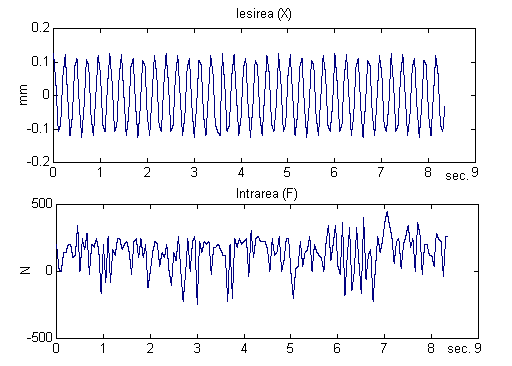 Iesirea (X)
0.2
0.1
0
-0.1
-0.2
mm
0 1 2 3 4 5 6 7 8 sec. 9
Intrarea (F)
500
0
-500
N
0 1 2 3 4 5 6 7 8 sec. 9